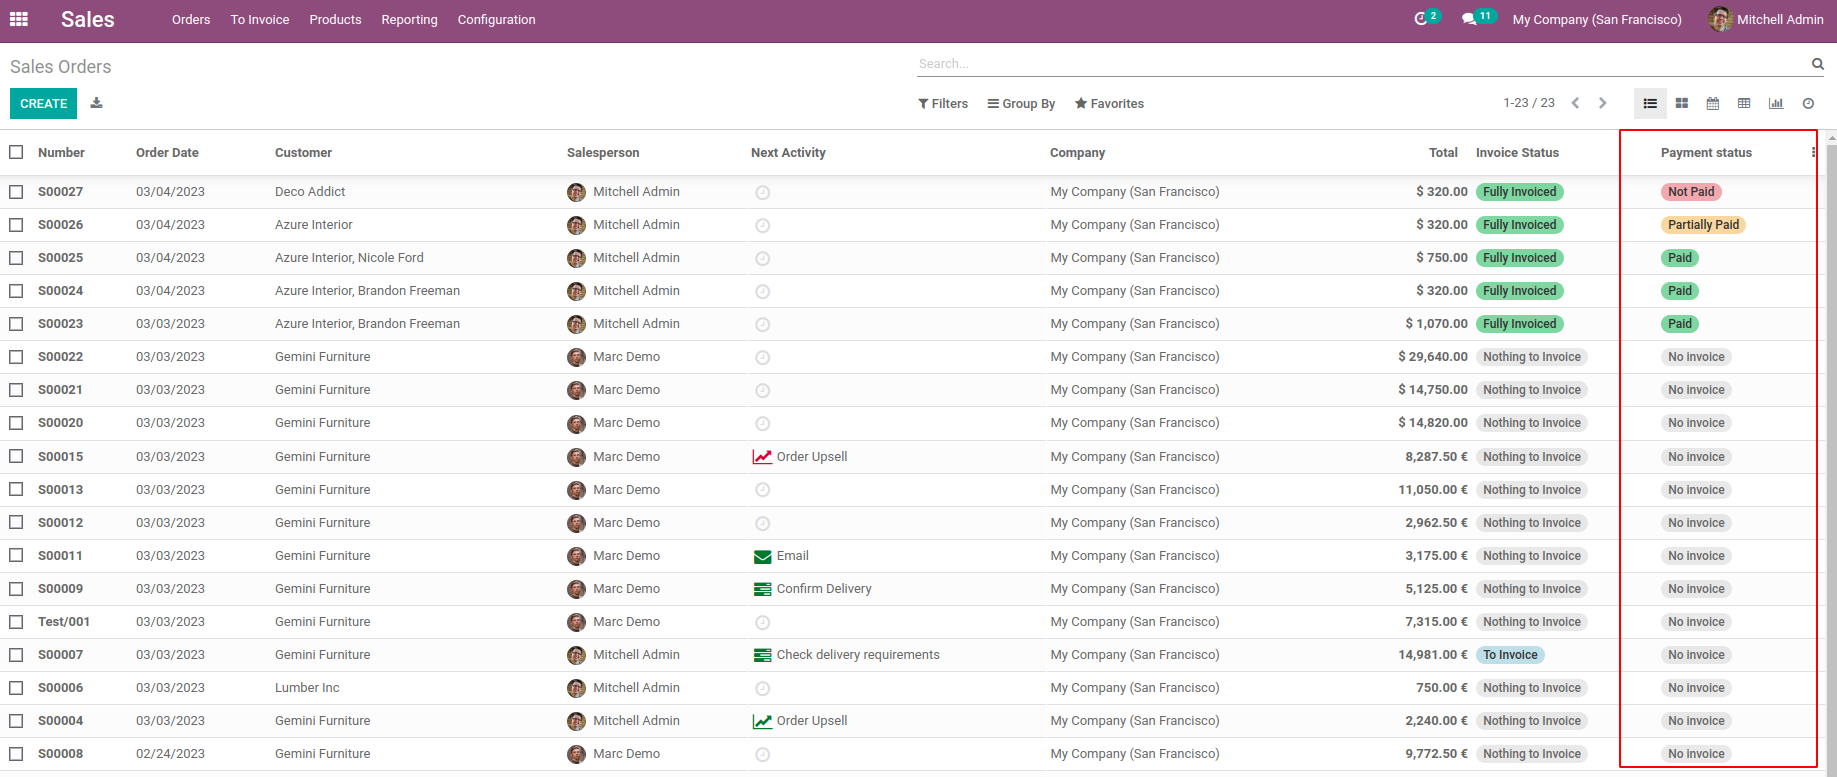 Sales Orders To Invoice Products Reporting Configuration 2 11 My Company (San Francisco) Mitchell Admin
Sales Orders Search...
CREATE Filters Group By Favorites 1-23 / 23
Number Order Date Customer Salesperson Next Activity Company Total Invoice Status Payment status
S00027 03/04/2023 Deco Addict Mitchell Admin My Company (San Francisco) $ 320.00 Fully Invoiced Not Paid
S00026 03/04/2023 Azure Interior Mitchell Admin My Company (San Francisco) $ 320.00 Fully Invoiced Partially Paid
S00025 03/04/2023 Azure Interior, Nicole Ford Mitchell Admin My Company (San Francisco) $ 750.00 Fully Invoiced Paid
S00024 03/04/2023 Azure Interior, Brandon Freeman Mitchell Admin My Company (San Francisco) $ 320.00 Fully Invoiced Paid
S00023 03/03/2023 Azure Interior, Brandon Freeman Mitchell Admin My Company (San Francisco) $ 1,070.00 Fully Invoiced Paid
S00022 03/03/2023 Gemini Furniture Marc Demo My Company (San Francisco) $ 29,640.00 Nothing to Invoice No invoice
S00021 03/03/2023 Gemini Furniture Marc Demo My Company (San Francisco) $ 14,750.00 Nothing to Invoice No invoice
S00020 03/03/2023 Gemini Furniture Marc Demo My Company (San Francisco) $ 14,820.00 Nothing to Invoice No invoice
S00015 03/03/2023 Gemini Furniture Marc Demo Order Upsell My Company (San Francisco) 8,287.50 € Nothing to Invoice No invoice
S00013 03/03/2023 Gemini Furniture Marc Demo My Company (San Francisco) 11,050.00 € Nothing to Invoice No invoice
S00012 03/03/2023 Gemini Furniture Marc Demo My Company (San Francisco) 2,962.50 € Nothing to Invoice No invoice
S00011 03/03/2023 Gemini Furniture Marc Demo Email My Company (San Francisco) 3,175.00 € Nothing to Invoice No invoice
S00009 03/03/2023 Gemini Furniture Marc Demo Confirm Delivery My Company (San Francisco) 5,125.00 € Nothing to Invoice No invoice
Test/001 03/03/2023 Gemini Furniture Marc Demo My Company (San Francisco) 7,315.00 € Nothing to Invoice No invoice
S00007 03/03/2023 Gemini Furniture Mitchell Admin Check delivery requirements My Company (San Francisco) 14,981.00 € To Invoice No invoice
S00006 03/03/2023 Lumber Inc Mitchell Admin My Company (San Francisco) 750.00 € Nothing to Invoice No invoice
S00004 03/03/2023 Gemini Furniture Mitchell Admin Order Upsell My Company (San Francisco) 2,240.00 € Nothing to Invoice No invoice
S00008 02/24/2023 Gemini Furniture Marc Demo My Company (San Francisco) 9,772.50 € Nothing to Invoice No invoice